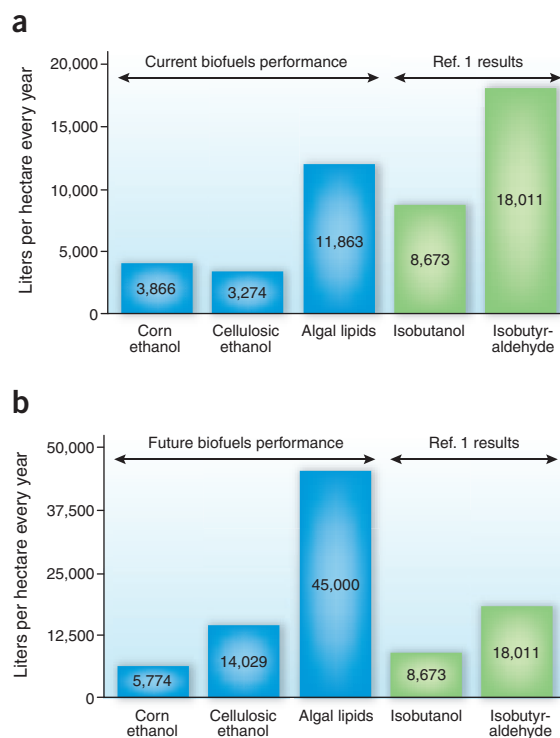 a
Current biofuels performance
Ref. 1 results
Liters per hectare every year
20,000
15,000
10,000
5,000
0
3,866
3,274
11,863
8,673
18,011
Corn
ethanol
Cellulosic
ethanol
Algal lipids
Isobutanol
Isobutyr-
aldehyde
b
Future biofuels performance
Ref. 1 results
Liters per hectare every year
50,000
37,500
25,000
12,500
0
5,774
14,029
45,000
8,673
18,011
Corn
ethanol
Cellulosic
ethanol
Algal lipids
Isobutanol
Isobutyr-
aldehyde